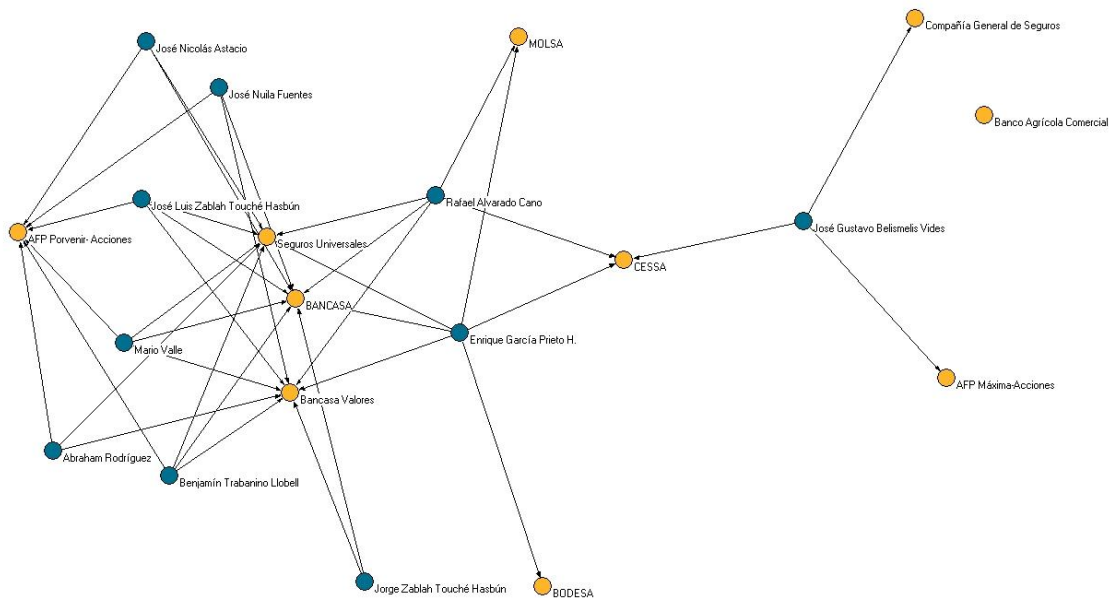 Compañía General de Seguros
José Nicolás Astacio
MOLSA
José Nuila Fuentes
Banco Agrícola Comercial
José Luis Zablah Touché Hasbún
Rafael Alvarado Cano
José Gustavo Belismelis Vides
AFP Porvenir- Acciones
Seguros Universales
CESSA
BANCASA
Enrique García Prieto H.
Mario Valle
AFP Máxima-Acciones
Bancasa Valores
Abraham Rodríguez
Benjamín Trabanino Llobell
Jorge Zablah Touché Hasbún
BODESA